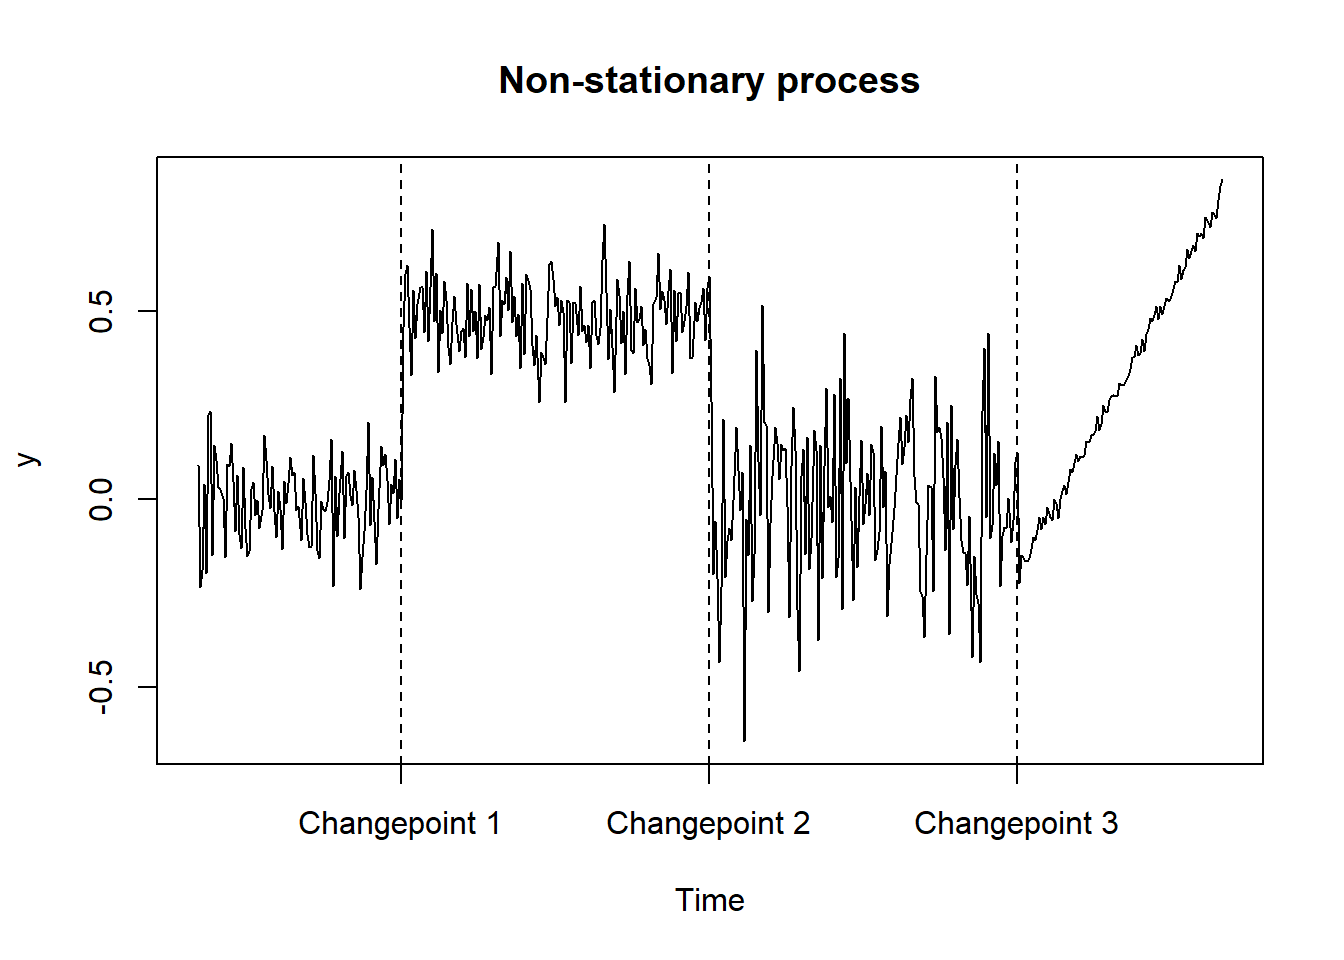 Non-stationary process
y
0.5
0.0
-0.5
Changepoint 1
Changepoint 2
Changepoint 3
Time